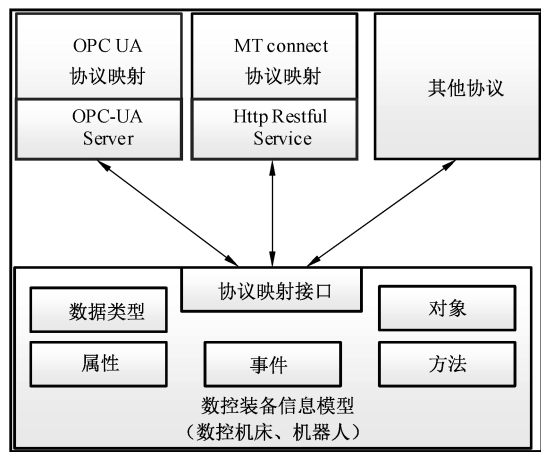 OPC UA
协议映射
OPC-UA
Server
MT connect
协议映射
Http Restful
Service
其他协议
协议映射接口
数据类型
对象
属性
事件
方法
数控装备信息模型
（数控机床、机器人）